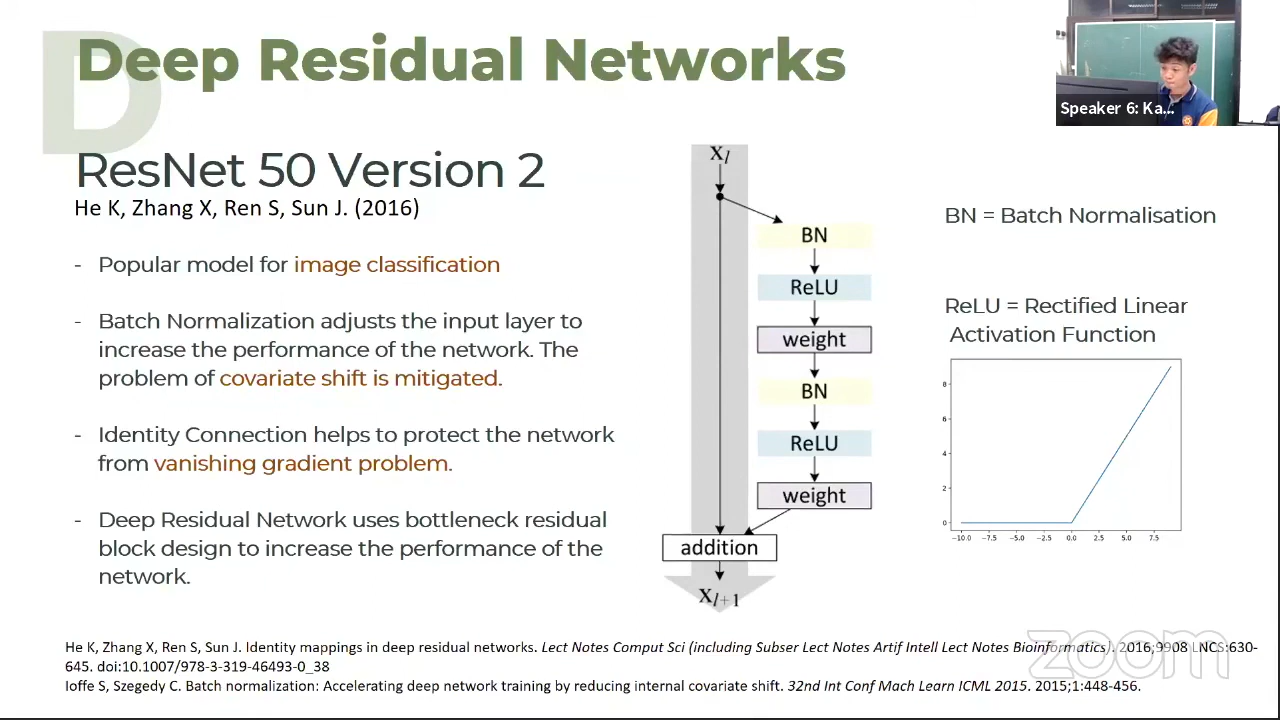 D
Deep Residual Networks
Speaker 6: Ka...
ResNet 50 Version 2
He K, Zhang X, Ren S, Sun J. (2016)
- Popular model for image classification
- Batch Normalization adjusts the input layer to
increase the performance of the network. The
problem of covariate shift is mitigated.
- Identity Connection helps to protect the network
from vanishing gradient problem.
- Deep Residual Network uses bottleneck residual
block design to increase the performance of the
network.
xl
BN
ReLU
weight
BN
ReLU
weight
addition
xl+1
BN = Batch Normalisation
ReLU = Rectified Linear
Activation Function
8
6
4
2
0
−10.0 −7.5 −5.0 −2.5 0.0 2.5 5.0 7.5
He K, Zhang X, Ren S, Sun J. Identity mappings in deep residual networks. Lect Notes Comput Sci (including Subser Lect Notes Artif Intell Lect Notes Bioinformatics). 2016;9908 LNCS:630-
645. doi:10.1007/978-3-319-46493-0_38
Ioffe S, Szegedy C. Batch normalization: Accelerating deep network training by reducing internal covariate shift. 32nd Int Conf Mach Learn ICML 2015. 2015;1:448-456.
zoom